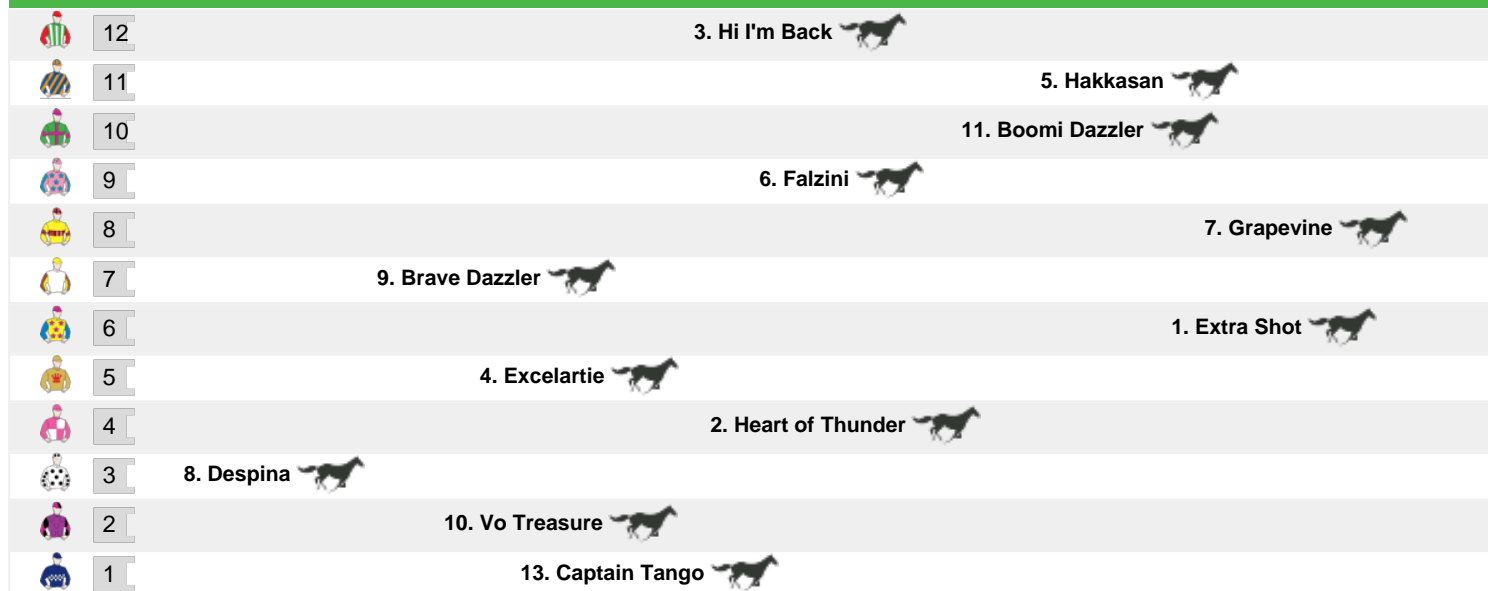 12 3. Hi I'm Back
11 5. Hakkasan
10 11. Boomi Dazzler
9 6. Falzini
8 7. Grapevine
7 9. Brave Dazzler
6 1. Extra Shot
5 4. Excelartie
4 2. Heart of Thunder
3 8. Despina
2 10. Vo Treasure
1 13. Captain Tango